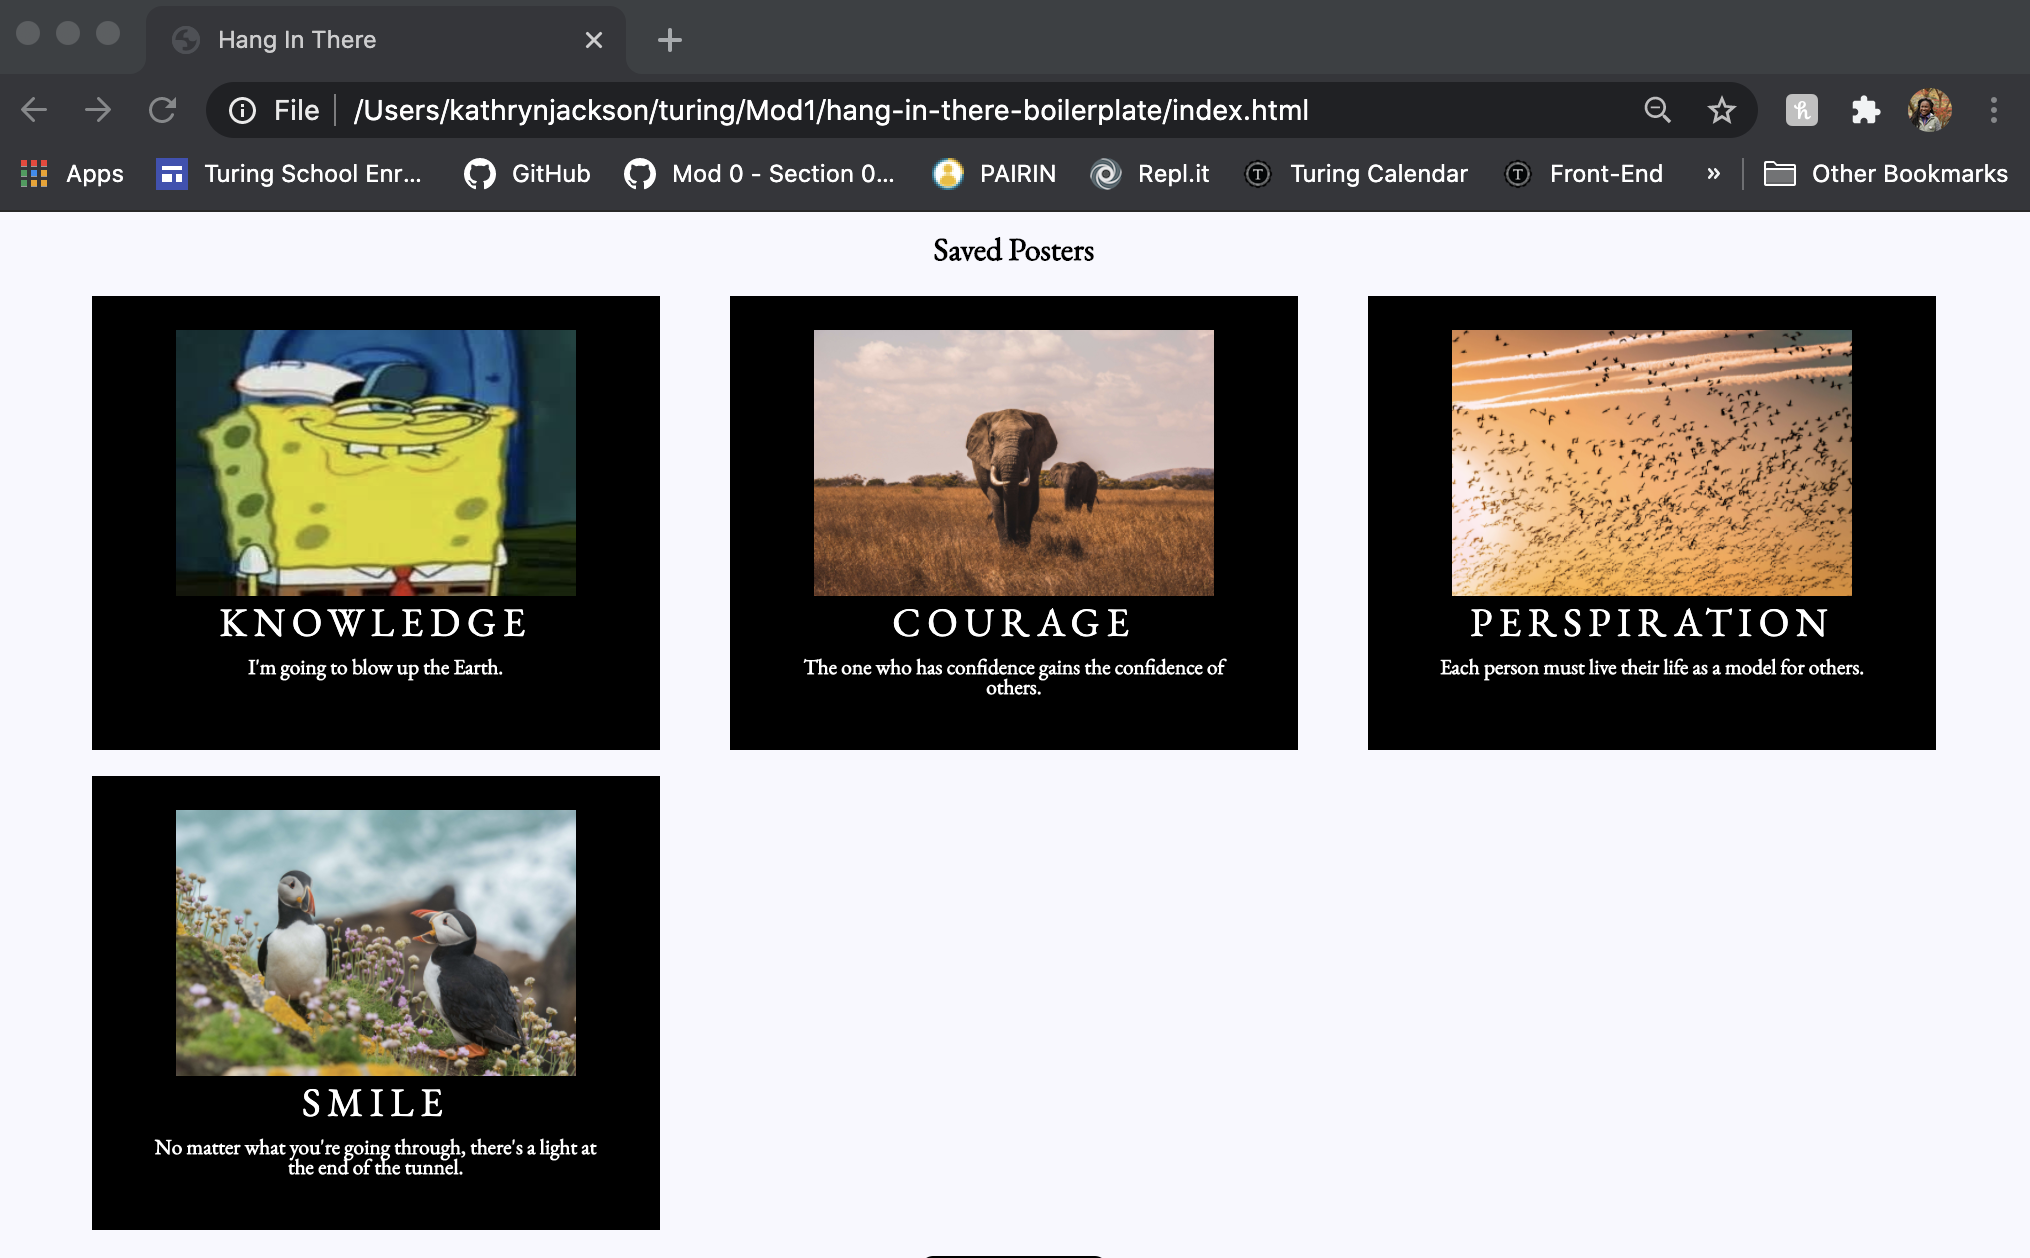 Hang In There
File /Users/kathrynjackson/turing/Mod1/hang-in-there-boilerplate/index.html
Apps Turing School Enr... GitHub Mod 0 - Section 0... PAIRIN Repl.it Turing Calendar Front-End » Other Bookmarks
Saved Posters
KNOWLEDGE
I'm going to blow up the Earth.
COURAGE
The one who has confidence gains the confidence of
others.
PERSPIRATION
Each person must live their life as a model for others.
SMILE
No matter what you're going through, there's a light at
the end of the tunnel.